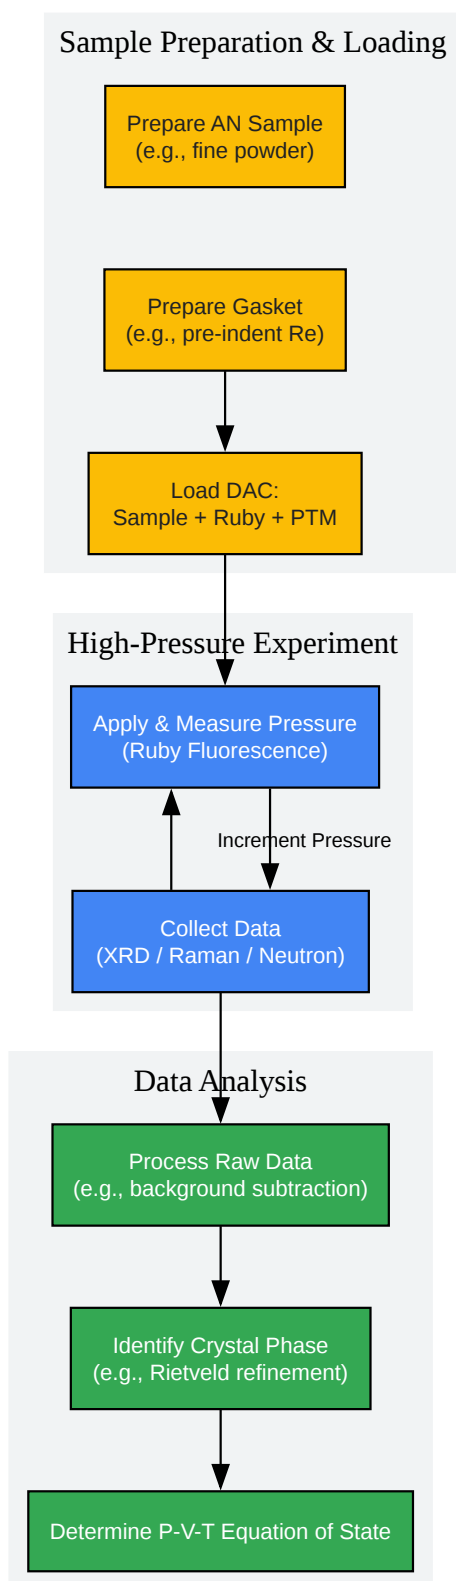 Sample Preparation & Loading
Prepare AN Sample
(e.g., fine powder)
Prepare Gasket
(e.g., pre-indent Re)
Load DAC:
Sample + Ruby + PTM
High-Pressure Experiment
Apply & Measure Pressure
(Ruby Fluorescence)
Increment Pressure
Collect Data
(XRD / Raman / Neutron)
Data Analysis
Process Raw Data
(e.g., background subtraction)
Identify Crystal Phase
(e.g., Rietveld refinement)
Determine P-V-T Equation of State